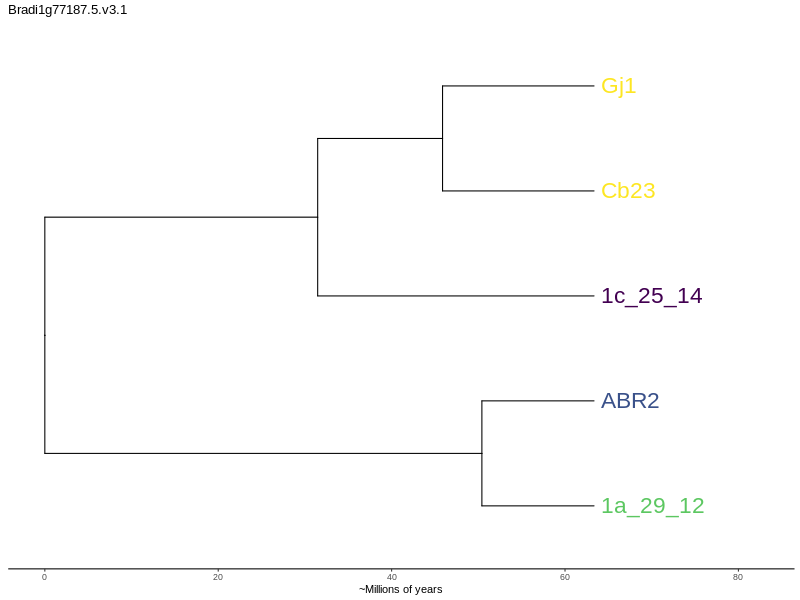 Bradi1g77187.5.v3.1
Gj1
Cb23
1c_25_14
ABR2
1a_29_12
0 20 40 60 80
~Millions of years